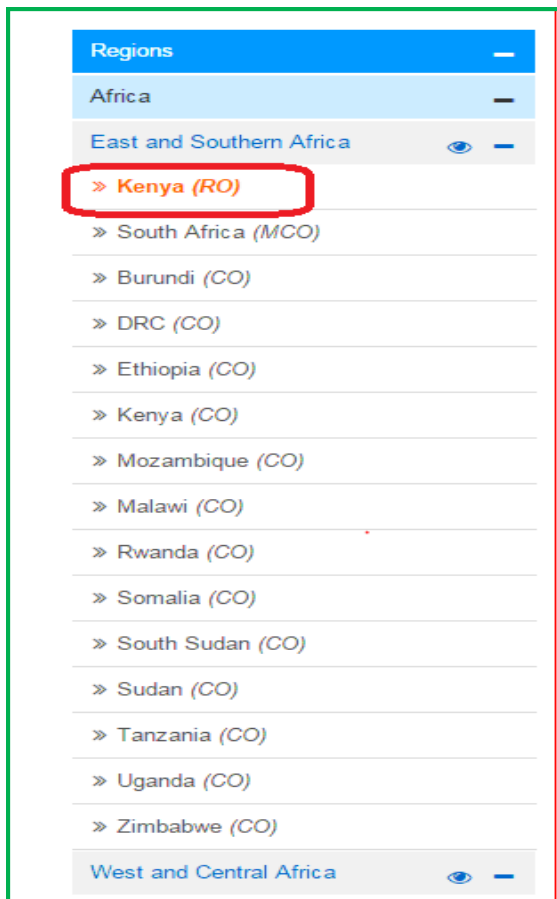 Regions
Africa
East and Southern Africa
» Kenya (RO)
» South Africa (MCO)
» Burundi (CO)
» DRC (CO)
» Ethiopia (CO)
» Kenya (CO)
» Mozambique (CO)
» Malawi (CO)
» Rwanda (CO)
» Somalia (CO)
» South Sudan (CO)
» Sudan (CO)
» Tanzania (CO)
» Uganda (CO)
» Zimbabwe (CO)
West and Central Africa